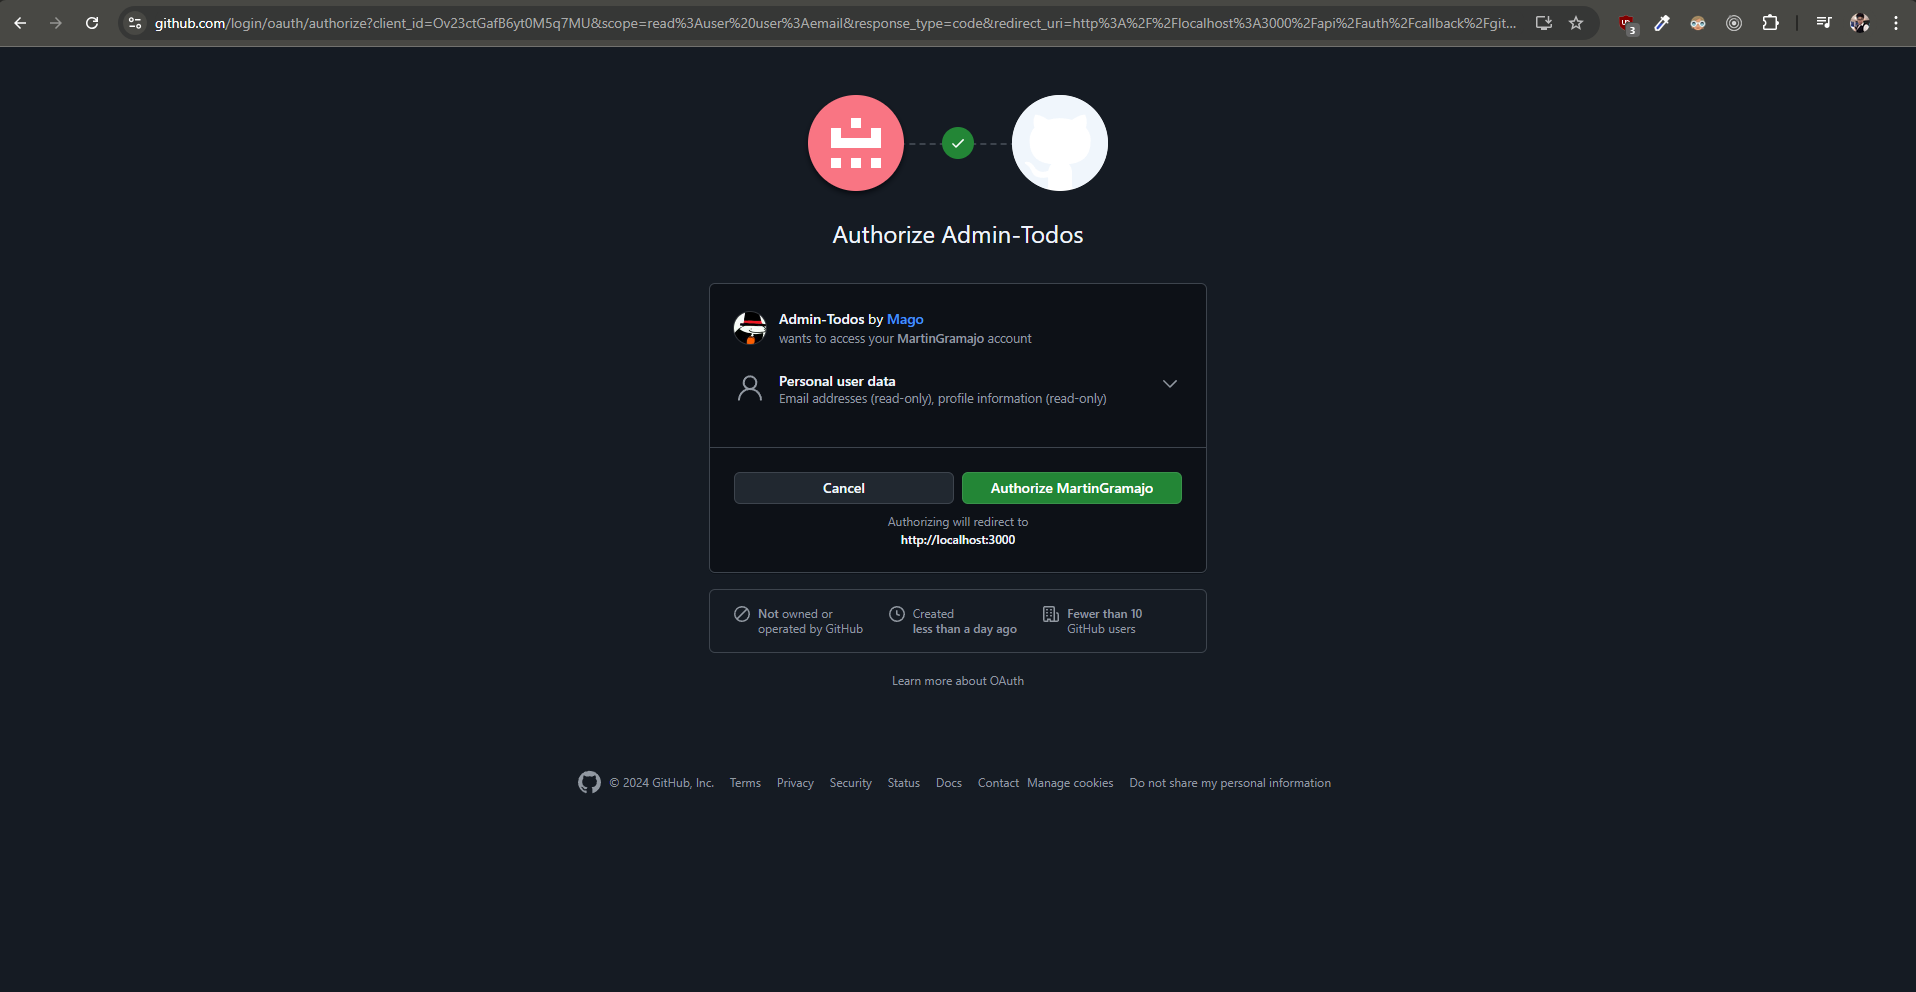 github.com/login/oauth/authorize?client_id=Ov23ctGafB6yt0M5q7MU&scope=read%3Auser%20user%3Aemail&response_type=code&redirect_uri=http%3A%2F%2Flocalhost%3A3000%2Fapi%2Fauth%2Fcallback%2Fgit...
3
Authorize Admin-Todos
Admin-Todos by Mago
wants to access your MartinGramajo account
Personal user data
Email addresses (read-only), profile information (read-only)
Cancel
Authorize MartinGramajo
Authorizing will redirect to
http://localhost:3000
Not owned or
operated by GitHub
Created
less than a day ago
Fewer than 10
GitHub users
Learn more about OAuth
© 2024 GitHub, Inc. Terms Privacy Security Status Docs Contact Manage cookies Do not share my personal information